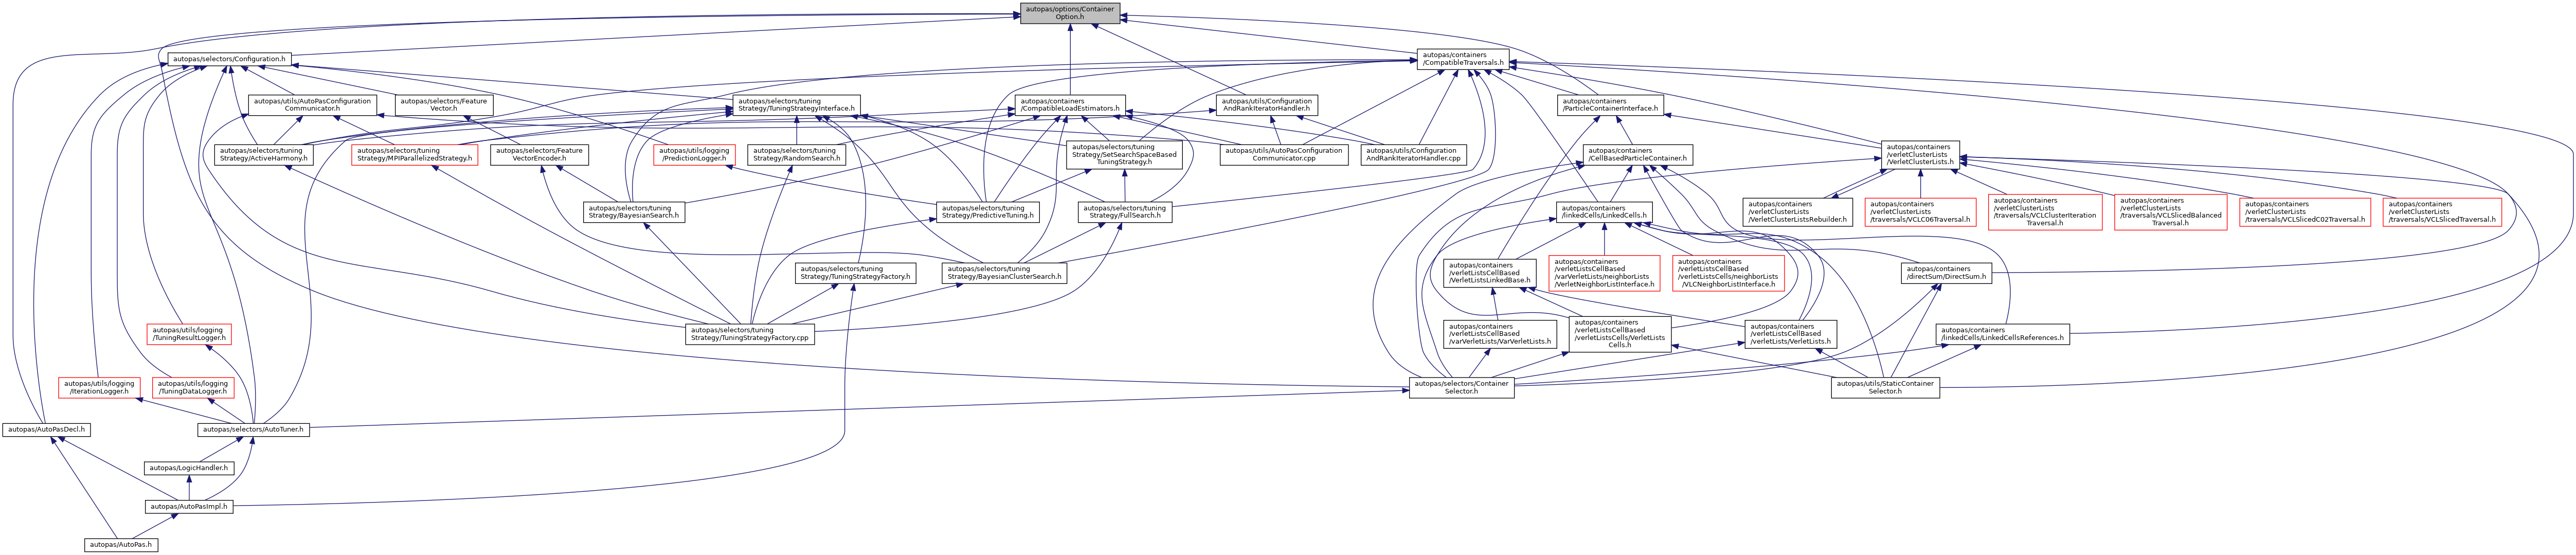 autopas/options/Container
Option.h
autopas/selectors/Configuration.h
autopas/containers
/CompatibleTraversals.h
autopas/utils/AutoPasConfiguration
Communicator.h
autopas/selectors/Feature
Vector.h
autopas/selectors/tuning
Strategy/TuningStrategyInterface.h
autopas/containers
/CompatibleLoadEstimators.h
autopas/utils/Configuration
AndRankIteratorHandler.h
autopas/containers
/ParticleContainerInterface.h
autopas/selectors/tuning
Strategy/ActiveHarmony.h
autopas/selectors/tuning
Strategy/MPIParallelizedStrategy.h
autopas/selectors/Feature
VectorEncoder.h
autopas/utils/logging
/PredictionLogger.h
autopas/selectors/tuning
Strategy/RandomSearch.h
autopas/selectors/tuning
Strategy/SetSearchSpaceBased
TuningStrategy.h
autopas/utils/AutoPasConfiguration
Communicator.cpp
autopas/utils/Configuration
AndRankIteratorHandler.cpp
autopas/containers
/CellBasedParticleContainer.h
autopas/containers
/verletClusterLists
/VerletClusterLists.h
autopas/selectors/tuning
Strategy/BayesianSearch.h
autopas/selectors/tuning
Strategy/PredictiveTuning.h
autopas/selectors/tuning
Strategy/FullSearch.h
autopas/containers
/linkedCells/LinkedCells.h
autopas/containers
/verletClusterLists
/VerletClusterListsRebuilder.h
autopas/containers
/verletClusterLists
/traversals/VCLC06Traversal.h
autopas/containers
/verletClusterLists
/traversals/VCLClusterIteration
Traversal.h
autopas/containers
/verletClusterLists
/traversals/VCLSlicedBalanced
Traversal.h
autopas/containers
/verletClusterLists
/traversals/VCLSlicedC02Traversal.h
autopas/containers
/verletClusterLists
/traversals/VCLSlicedTraversal.h
autopas/selectors/tuning
Strategy/TuningStrategyFactory.h
autopas/selectors/tuning
Strategy/BayesianClusterSearch.h
autopas/containers
/verletListsCellBased
/VerletListsLinkedBase.h
autopas/containers
/verletListsCellBased
/varVerletLists/neighborLists
/VerletNeighborListInterface.h
autopas/containers
/verletListsCellBased
/verletListsCells/neighborLists
/VLCNeighborListInterface.h
autopas/containers
/directSum/DirectSum.h
autopas/utils/logging
/TuningResultLogger.h
autopas/selectors/tuning
Strategy/TuningStrategyFactory.cpp
autopas/containers
/verletListsCellBased
/varVerletLists/VarVerletLists.h
autopas/containers
/verletListsCellBased
/verletListsCells/VerletLists
Cells.h
autopas/containers
/verletListsCellBased
/verletLists/VerletLists.h
autopas/containers
/linkedCells/LinkedCellsReferences.h
autopas/utils/logging
/IterationLogger.h
autopas/utils/logging
/TuningDataLogger.h
autopas/selectors/Container
Selector.h
autopas/utils/StaticContainer
Selector.h
autopas/AutoPasDecl.h
autopas/selectors/AutoTuner.h
autopas/LogicHandler.h
autopas/AutoPasImpl.h
autopas/AutoPas.h